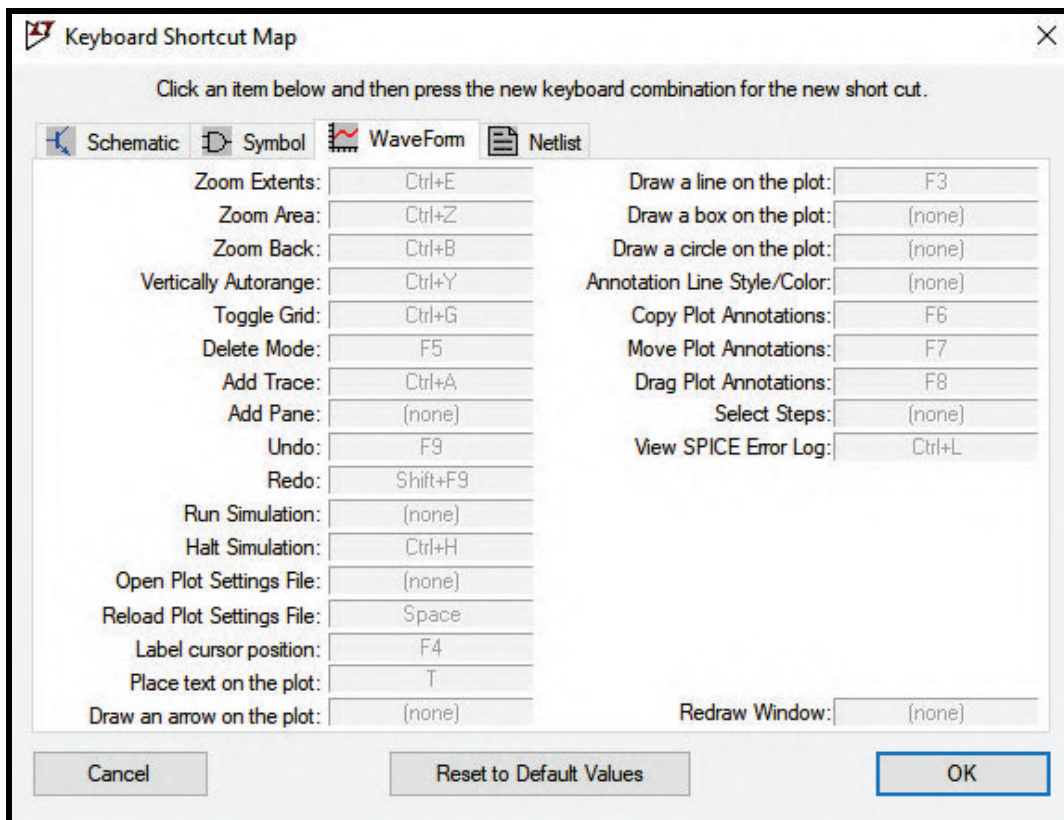 Keyboard Shortcut Map
Click an item below and then press the new keyboard combination for the new short cut.
Schematic Symbol WaveForm Netlist
Zoom Extents: Ctrl+E
Zoom Area: Ctrl+Z
Zoom Back: Ctrl+B
Vertically Autorange: Ctrl+Y
Toggle Grid: Ctrl+G
Delete Mode: F5
Add Trace: Ctrl+A
Add Pane: (none)
Undo: F9
Redo: Shift+F9
Run Simulation: (none)
Halt Simulation: Ctrl+H
Open Plot Settings File: (none)
Reload Plot Settings File: Space
Label cursor position: F4
Place text on the plot: T
Draw an arrow on the plot: (none)
Draw a line on the plot: F3
Draw a box on the plot: (none)
Draw a circle on the plot: (none)
Annotation Line Style/Color: (none)
Copy Plot Annotations: F6
Move Plot Annotations: F7
Drag Plot Annotations: F8
Select Steps: (none)
View SPICE Error Log: Ctrl+L
Redraw Window: (none)
Cancel Reset to Default Values OK